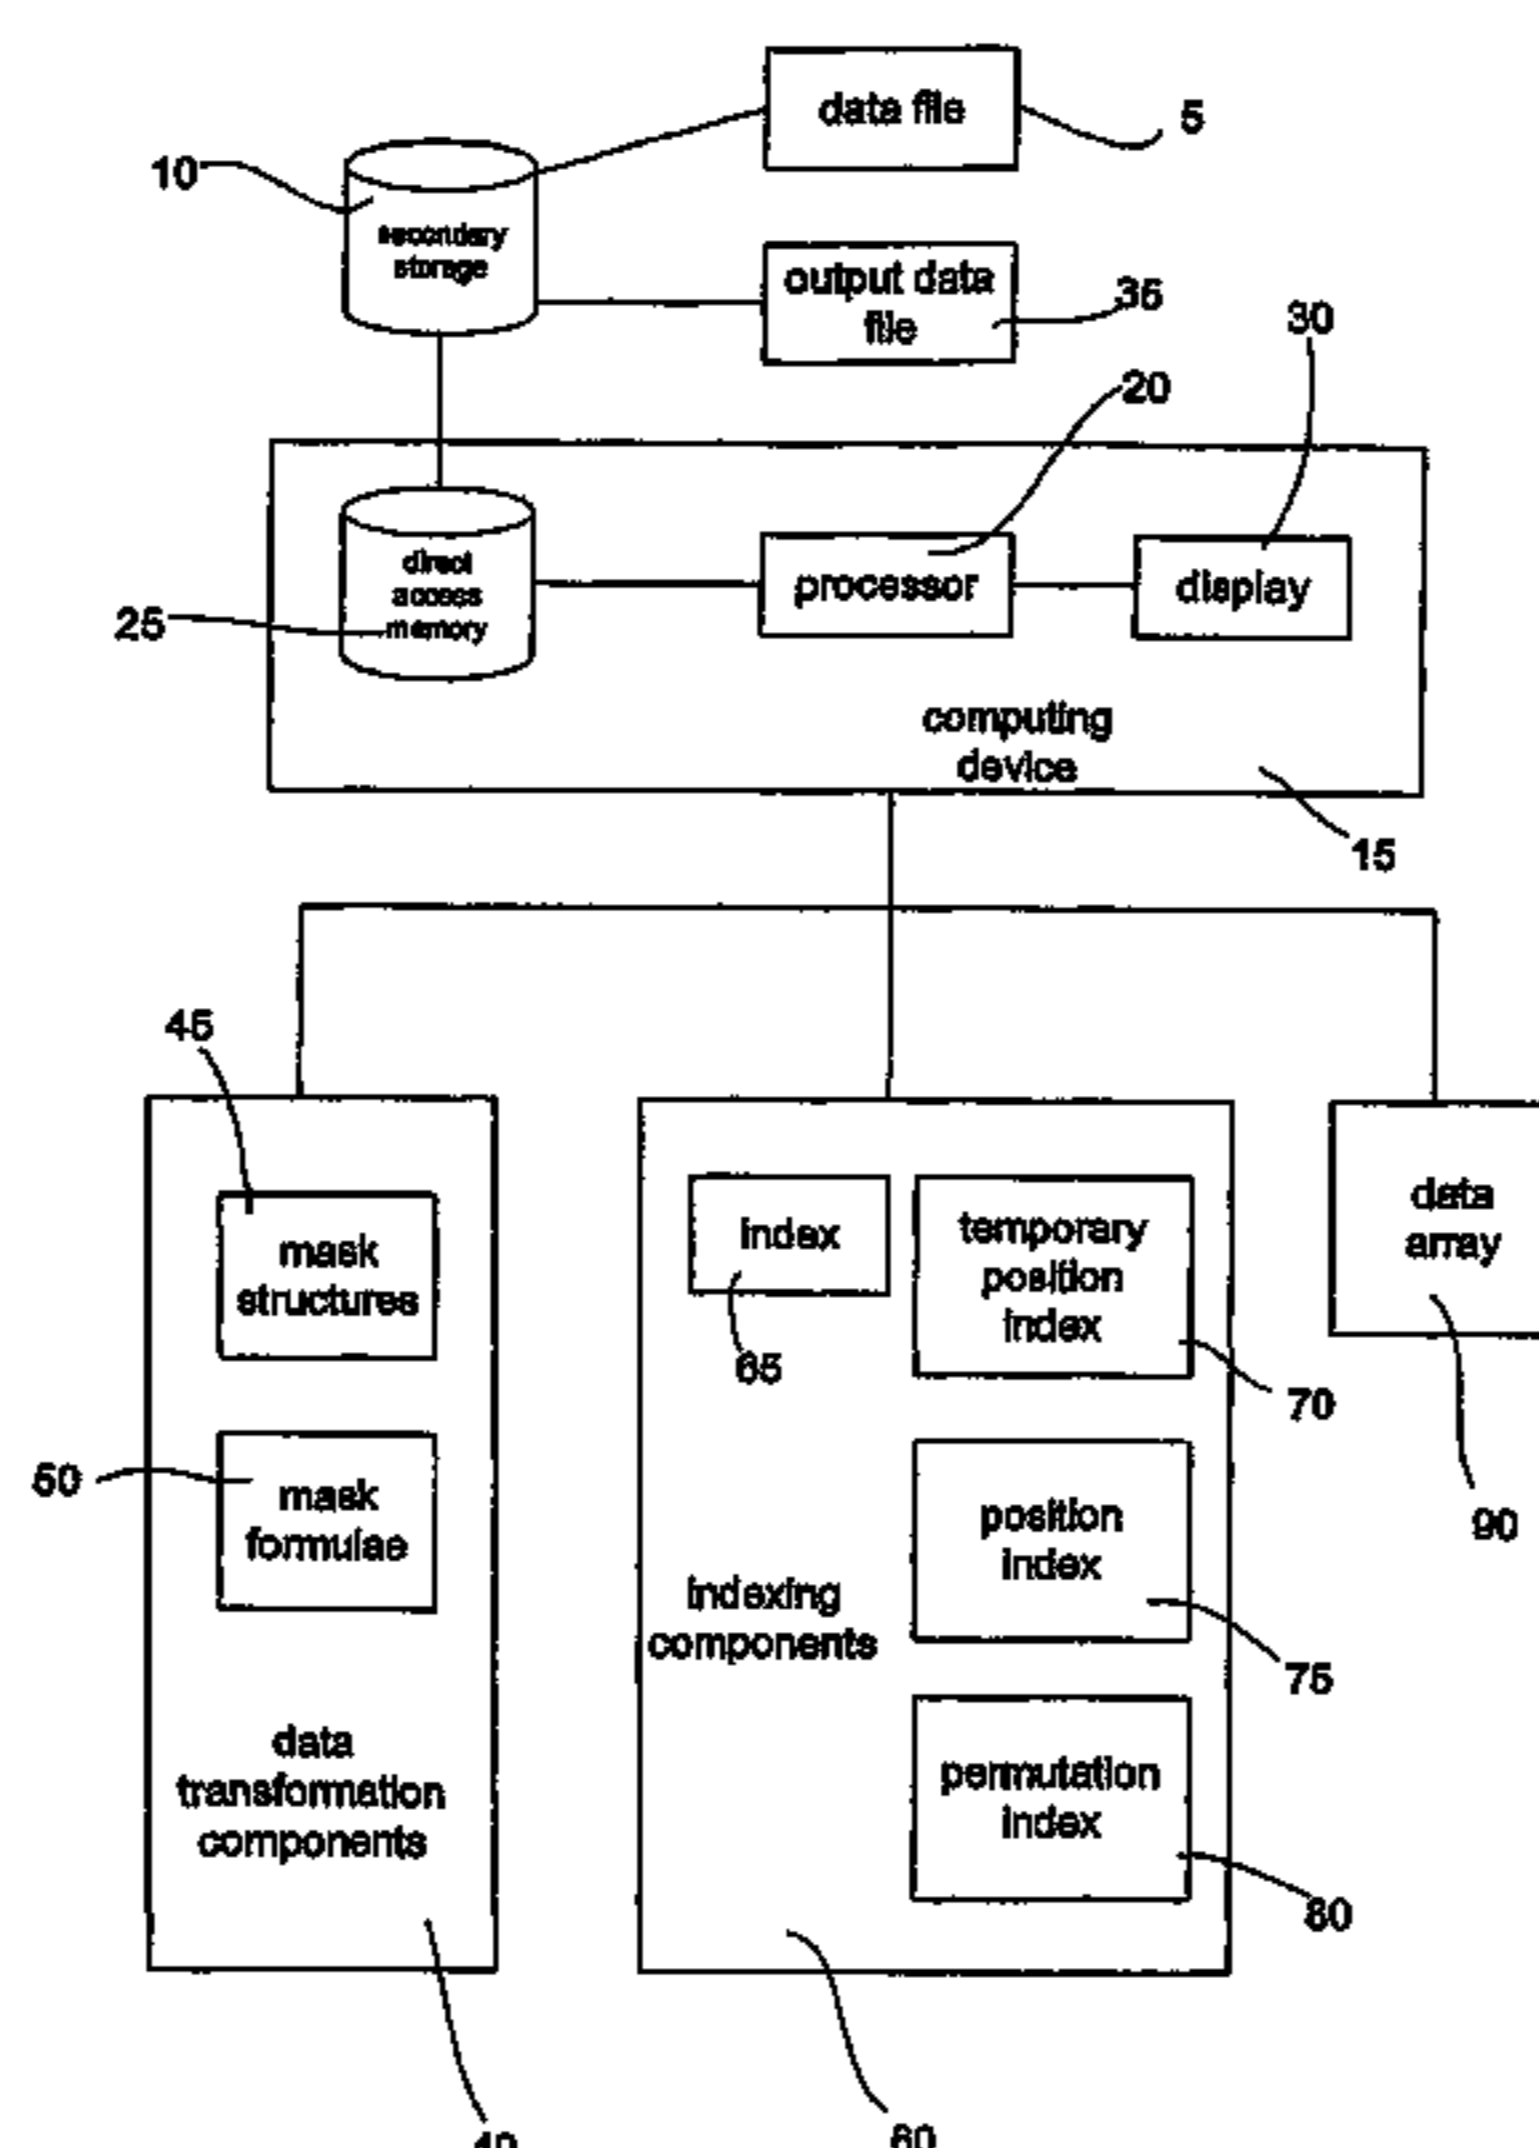 data file
5
10
secondary
storage
output data
file
35
30
20
direct
access
memory
25
processor
display
computing
device
15
45
mask
structures
index
65
temporary
position
index
70
data
array
90
50
mask
formulae
position
index
75
indexing
components
permutation
index
80
data
transformation
components
40
60